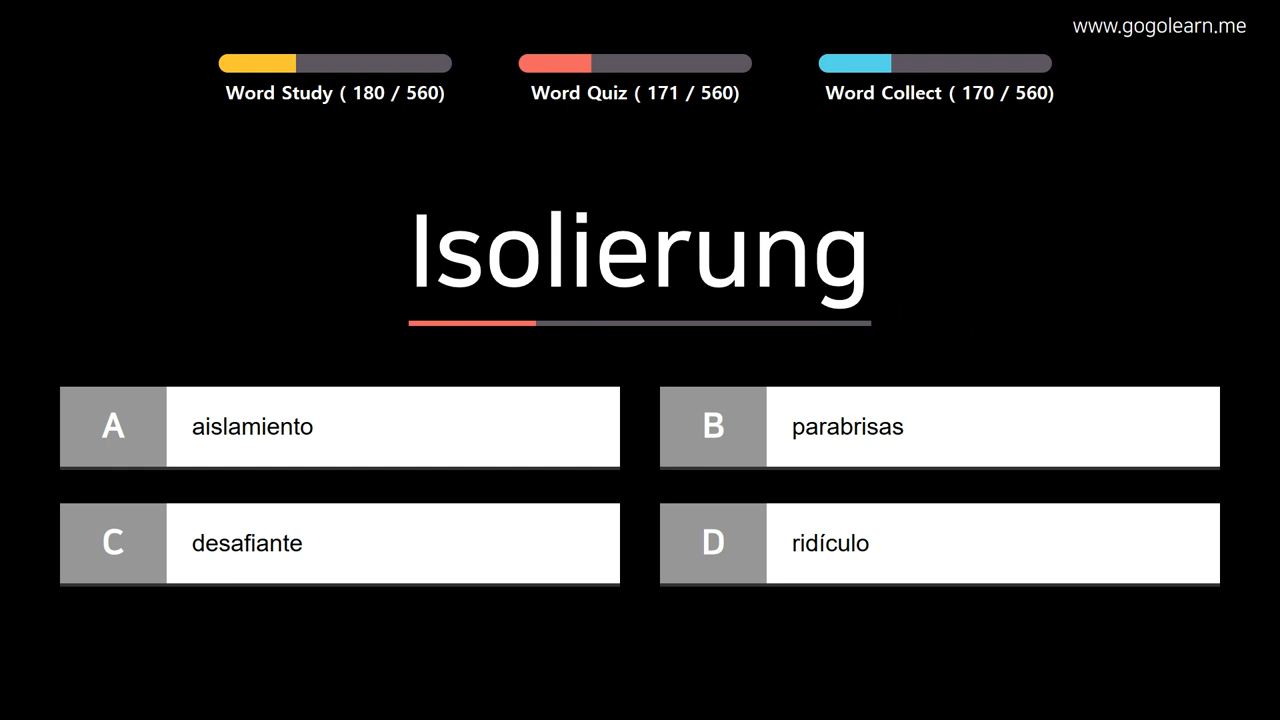 www.gogolearn.me
Word Study ( 180 / 560)
Word Quiz ( 171 / 560)
Word Collect ( 170 / 560)
Isolierung
A aislamiento
B parabrisas
C desafiante
D ridículo